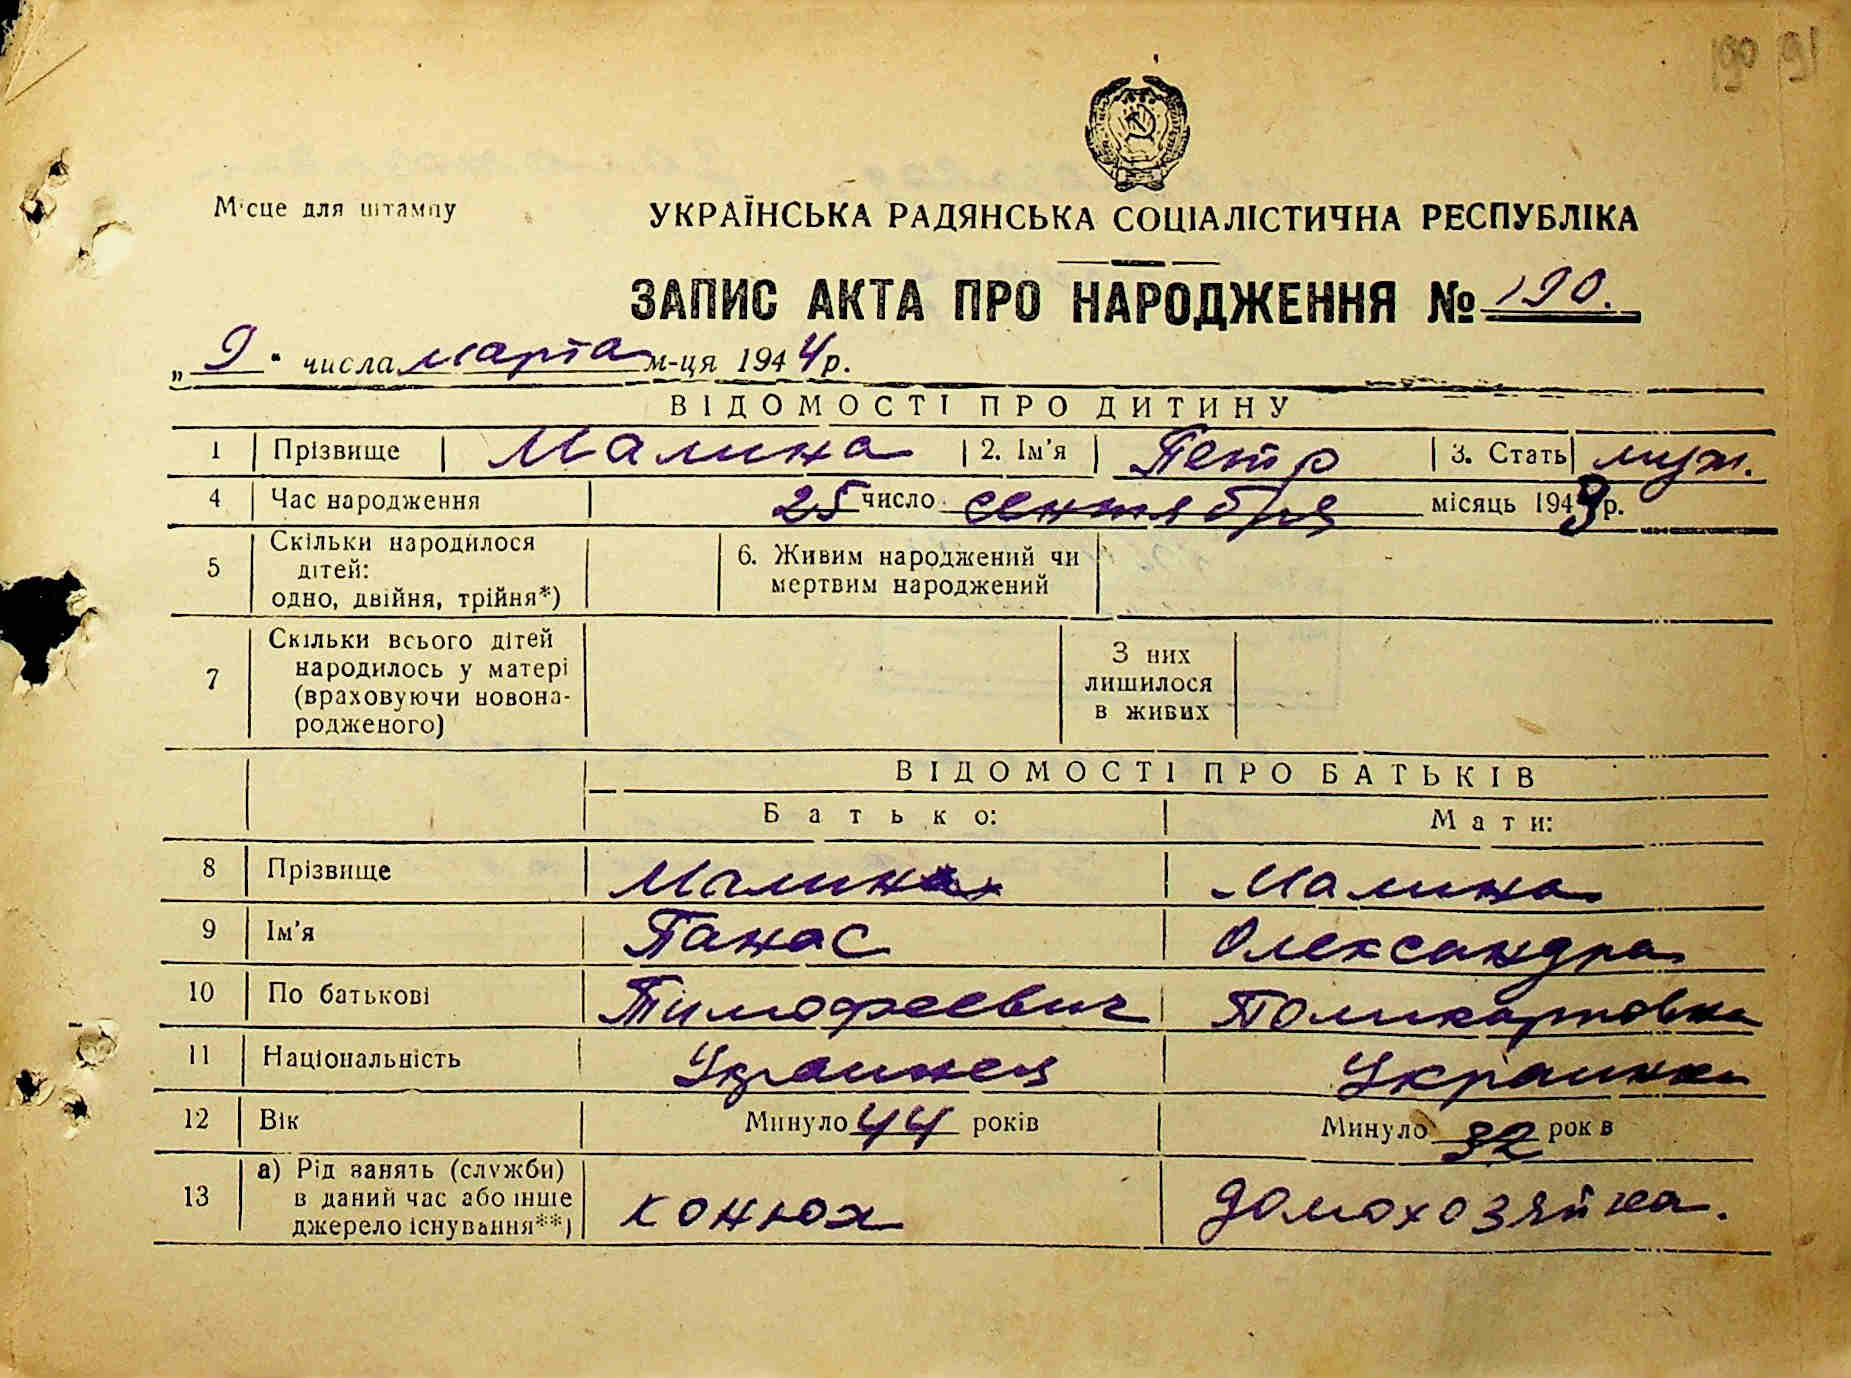 190 91
Місце для штампу
УКРАЇНСЬКА РАДЯНСЬКА СОЦІАЛІСТИЧНА РЕСПУБЛІКА
ЗАПИС АКТА ПРО НАРОДЖЕННЯ № 190.
„ 9 " числа марта м-ця 1944 р.
ВІДОМОСТІ ПРО ДИТИНУ
1 Прізвище Малина 2. Ім'я Петр 3. Стать муж.
4 Час народження 25 число сентября місяць 1943 р.
5 Скільки народилося дітей: одно, двійня, трійня*) 6. Живим народжений чи мертвим народжений
7 Скільки всього дітей народилось у матері (враховуючи новонародженого) З них лишилося в живих
ВІДОМОСТІ ПРО БАТЬКІВ
Батько: Мати:
8 Прізвище Малина Малина
9 Ім'я Панас Олександра
10 По батькові Тимофеевич Поликарповна
11 Національність Украинец Украинка
12 Вік Минуло 44 років Минуло 32 рок в
13 а) Рід занять (служби) в даний час або інше джерело існування**) конюх домохозяйка.